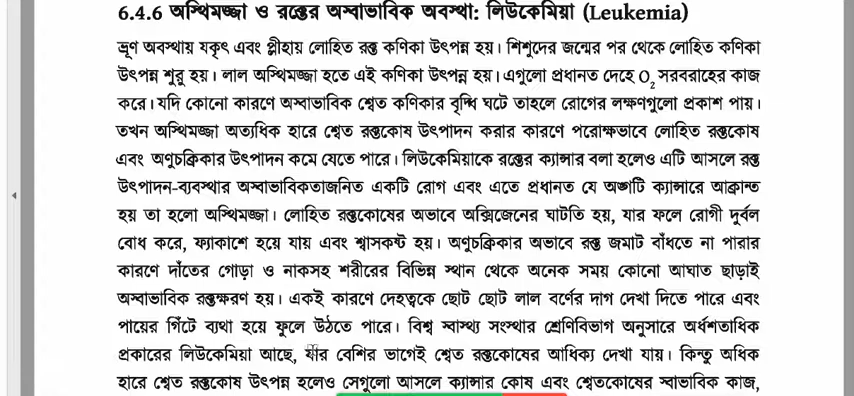 6.4.6 অস্থিমজ্জা ও রক্তের অস্বাভাবিক অবস্থা: লিউকেমিয়া (Leukemia)
ভ্রূণ অবস্থায় যকৃৎ এবং প্লীহায় লোহিত রক্ত কণিকা উৎপন্ন হয়। শিশুদের জন্মের পর থেকে লোহিত কণিকা
উৎপন্ন শুরু হয়। লাল অস্থিমজ্জা হতে এই কণিকা উৎপন্ন হয়। এগুলো প্রধানত দেহে O₂ সরবরাহের কাজ
করে। যদি কোনো কারণে অস্বাভাবিক শ্বেত কণিকার বৃদ্ধি ঘটে তাহলে রোগের লক্ষণগুলো প্রকাশ পায়।
তখন অস্থিমজ্জা অত্যধিক হারে শ্বেত রক্তকোষ উৎপাদন করার কারণে পরোক্ষভাবে লোহিত রক্তকোষ
এবং অণুচক্রিকার উৎপাদন কমে যেতে পারে। লিউকেমিয়াকে রক্তের ক্যান্সার বলা হলেও এটি আসলে রক্ত
উৎপাদন-ব্যবস্থার অস্বাভাবিকতাজনিত একটি রোগ এবং এতে প্রধানত যে অঙ্গটি ক্যান্সারে আক্রান্ত
হয় তা হলো অস্থিমজ্জা। লোহিত রক্তকোষের অভাবে অক্সিজেনের ঘাটতি হয়, যার ফলে রোগী দুর্বল
বোধ করে, ফ্যাকাশে হয়ে যায় এবং শ্বাসকষ্ট হয়। অণুচক্রিকার অভাবে রক্ত জমাট বাঁধতে না পারার
কারণে দাঁতের গোড়া ও নাকসহ শরীরের বিভিন্ন স্থান থেকে অনেক সময় কোনো আঘাত ছাড়াই
অস্বাভাবিক রক্তক্ষরণ হয়। একই কারণে দেহত্বকে ছোট ছোট লাল বর্ণের দাগ দেখা দিতে পারে এবং
পায়ের গিঁটে ব্যথা হয়ে ফুলে উঠতে পারে। বিশ্ব স্বাস্থ্য সংস্থার শ্রেণিবিভাগ অনুসারে অর্ধশতাধিক
প্রকারের লিউকেমিয়া আছে, যার বেশির ভাগেই শ্বেত রক্তকোষের আধিক্য দেখা যায়। কিন্তু অধিক
হারে শ্বেত রক্তকোষ উৎপন্ন হলেও সেগুলো আসলে ক্যান্সার কোষ এবং শ্বেতকোষের স্বাভাবিক কাজ,